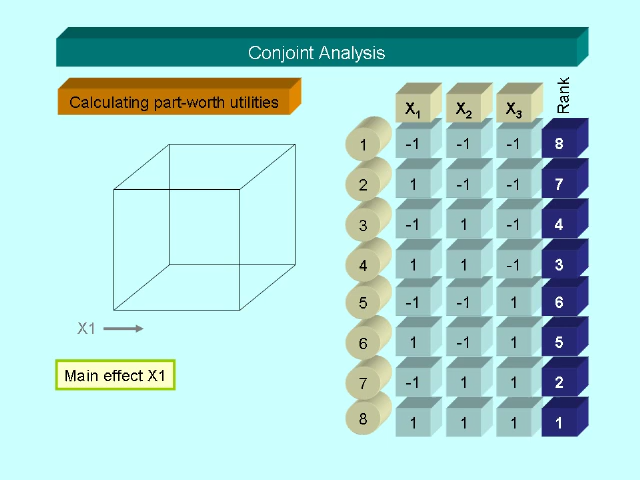 Conjoint Analysis
Calculating part-worth utilities
X1 X2 X3 Rank
1 -1 -1 -1 8
2 1 -1 -1 7
3 -1 1 -1 4
4 1 1 -1 3
5 -1 -1 1 6
6 1 -1 1 5
7 -1 1 1 2
8 1 1 1 1
X1
Main effect X1